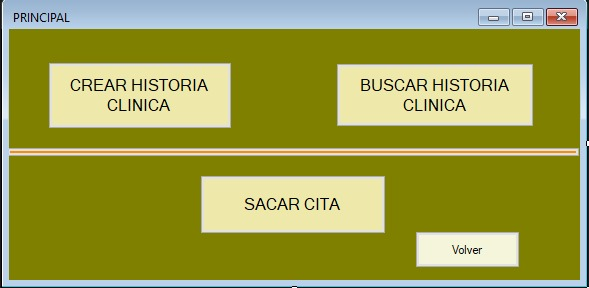 PRINCIPAL
CREAR HISTORIA
CLINICA
BUSCAR HISTORIA
CLINICA
SACAR CITA
Volver